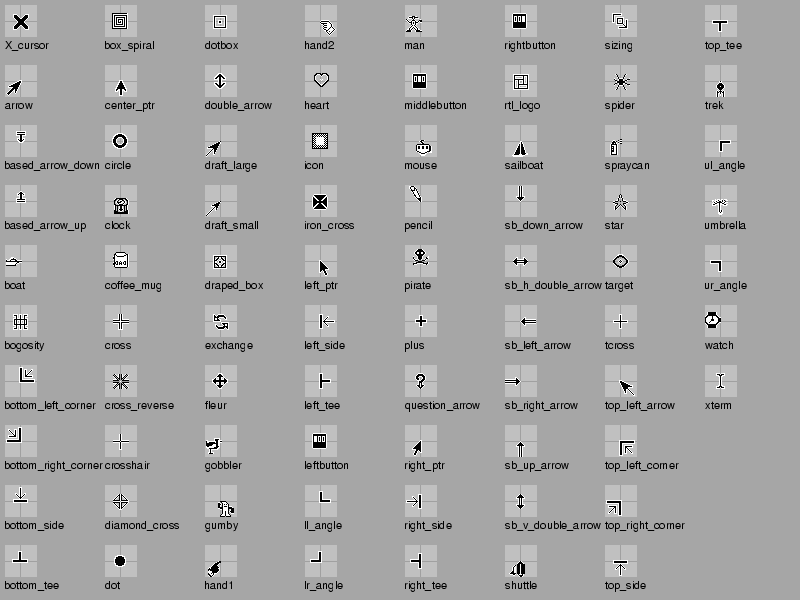 X_cursor box_spiral dotbox hand2 man rightbutton sizing top_tee
arrow center_ptr double_arrow heart middlebutton rtl_logo spider trek
based_arrow_down circle draft_large icon mouse sailboat spraycan ul_angle
based_arrow_up clock draft_small iron_cross pencil sb_down_arrow star umbrella
boat coffee_mug draped_box left_ptr pirate sb_h_double_arrow target ur_angle
bogosity cross exchange left_side plus sb_left_arrow tcross watch
bottom_left_corner cross_reverse fleur left_tee question_arrow sb_right_arrow top_left_arrow xterm
bottom_right_corner crosshair gobbler leftbutton right_ptr sb_up_arrow top_left_corner
bottom_side diamond_cross gumby ll_angle right_side sb_v_double_arrow top_right_corner
bottom_tee dot hand1 lr_angle right_tee shuttle top_side